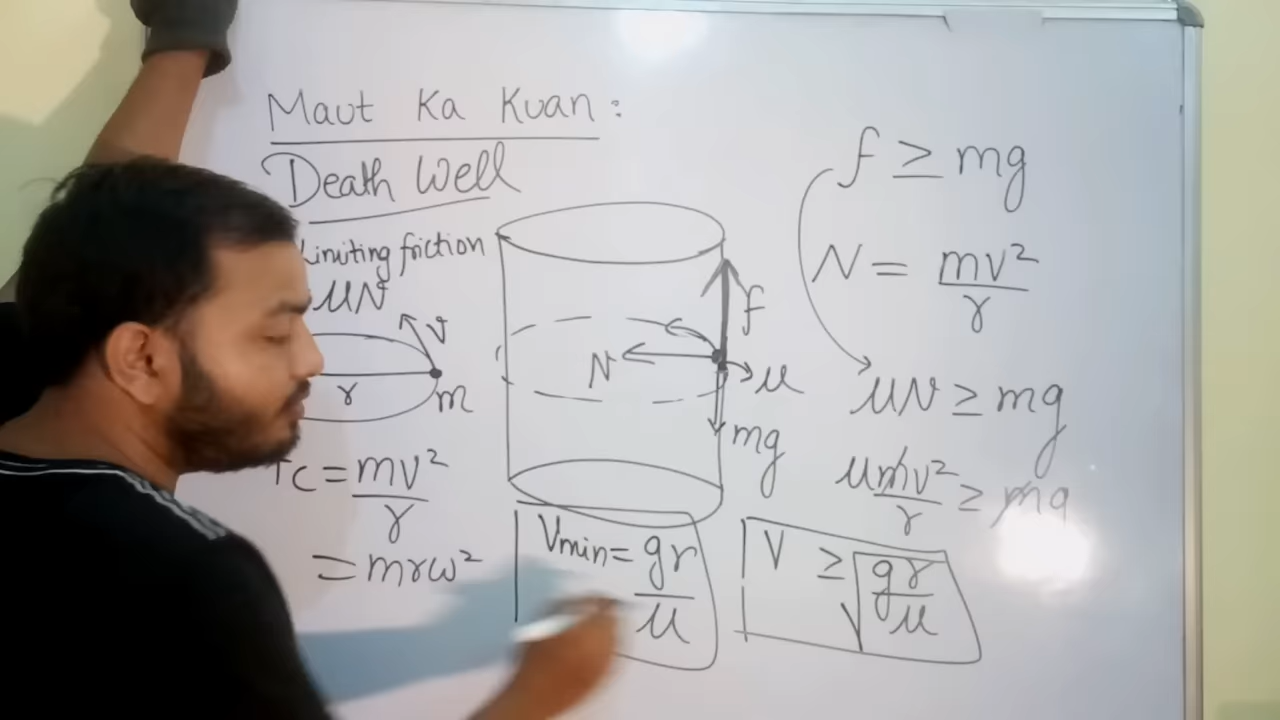 Maut Ka Kuan:
Death Well
Limiting friction
μN
v
r
m
= mv²/r
= mrω²
f
N
μ
mg
Vmin = gr/μ
f ≥ mg
N = mv²/r
μN ≥ mg
μmv²/r ≥ mg
V ≥ √gr/μ